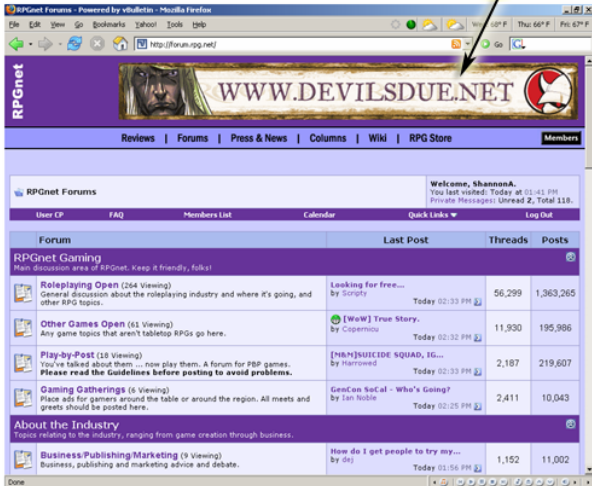 RPGnet Forums - Powered by vBulletin - Mozilla Firefox
File Edit View Go Bookmarks Yahoo! Tools Help
60° F Thu: 66° F Fri: 67° F
http://forum.rpg.net/
Go
RPGnet
WWW.DEVILSDUE.NET
Reviews | Forums | Press & News | Columns | Wiki | RPG Store
Members
RPGnet Forums
Welcome, ShannonA.
You last visited: Today at 01:41 PM
Private Messages: Unread 2, Total 118.
User CP FAQ Members List Calendar Quick Links Log Out
Forum Last Post Threads Posts
RPGnet Gaming
Main discussion area of RPGnet. Keep it friendly, folks!
Roleplaying Open (264 Viewing)
General discussion about the roleplaying industry and where it's going, and
other RPG topics.
Looking for free...
by Scripty
Today 02:33 PM
56,299 1,363,265
Other Games Open (61 Viewing)
Any game topics that aren't tabletop RPGs go here.
[WoW] True Story.
by Copernicu
Today 02:32 PM
11,930 195,986
Play-by-Post (18 Viewing)
You've talked about them ... now play them. A forum for PBP games.
Please read the Guidelines before posting to avoid problems.
[M&M]SUICIDE SQUAD, IG...
by Harrowed
Today 02:33 PM
2,187 219,607
Gaming Gatherings (6 Viewing)
Place ads for gamers around the table or around the region. All meets and
greets should be posted here.
GenCon SoCal - Who's Going?
by Ian Noble
Today 02:25 PM
2,411 10,043
About the Industry
Topics relating to the industry, ranging from game creation through business.
Business/Publishing/Marketing (9 Viewing)
Business, publishing and marketing advice and debate.
How do I get people to try my...
by dej
Today 01:56 PM
1,152 11,002
Done